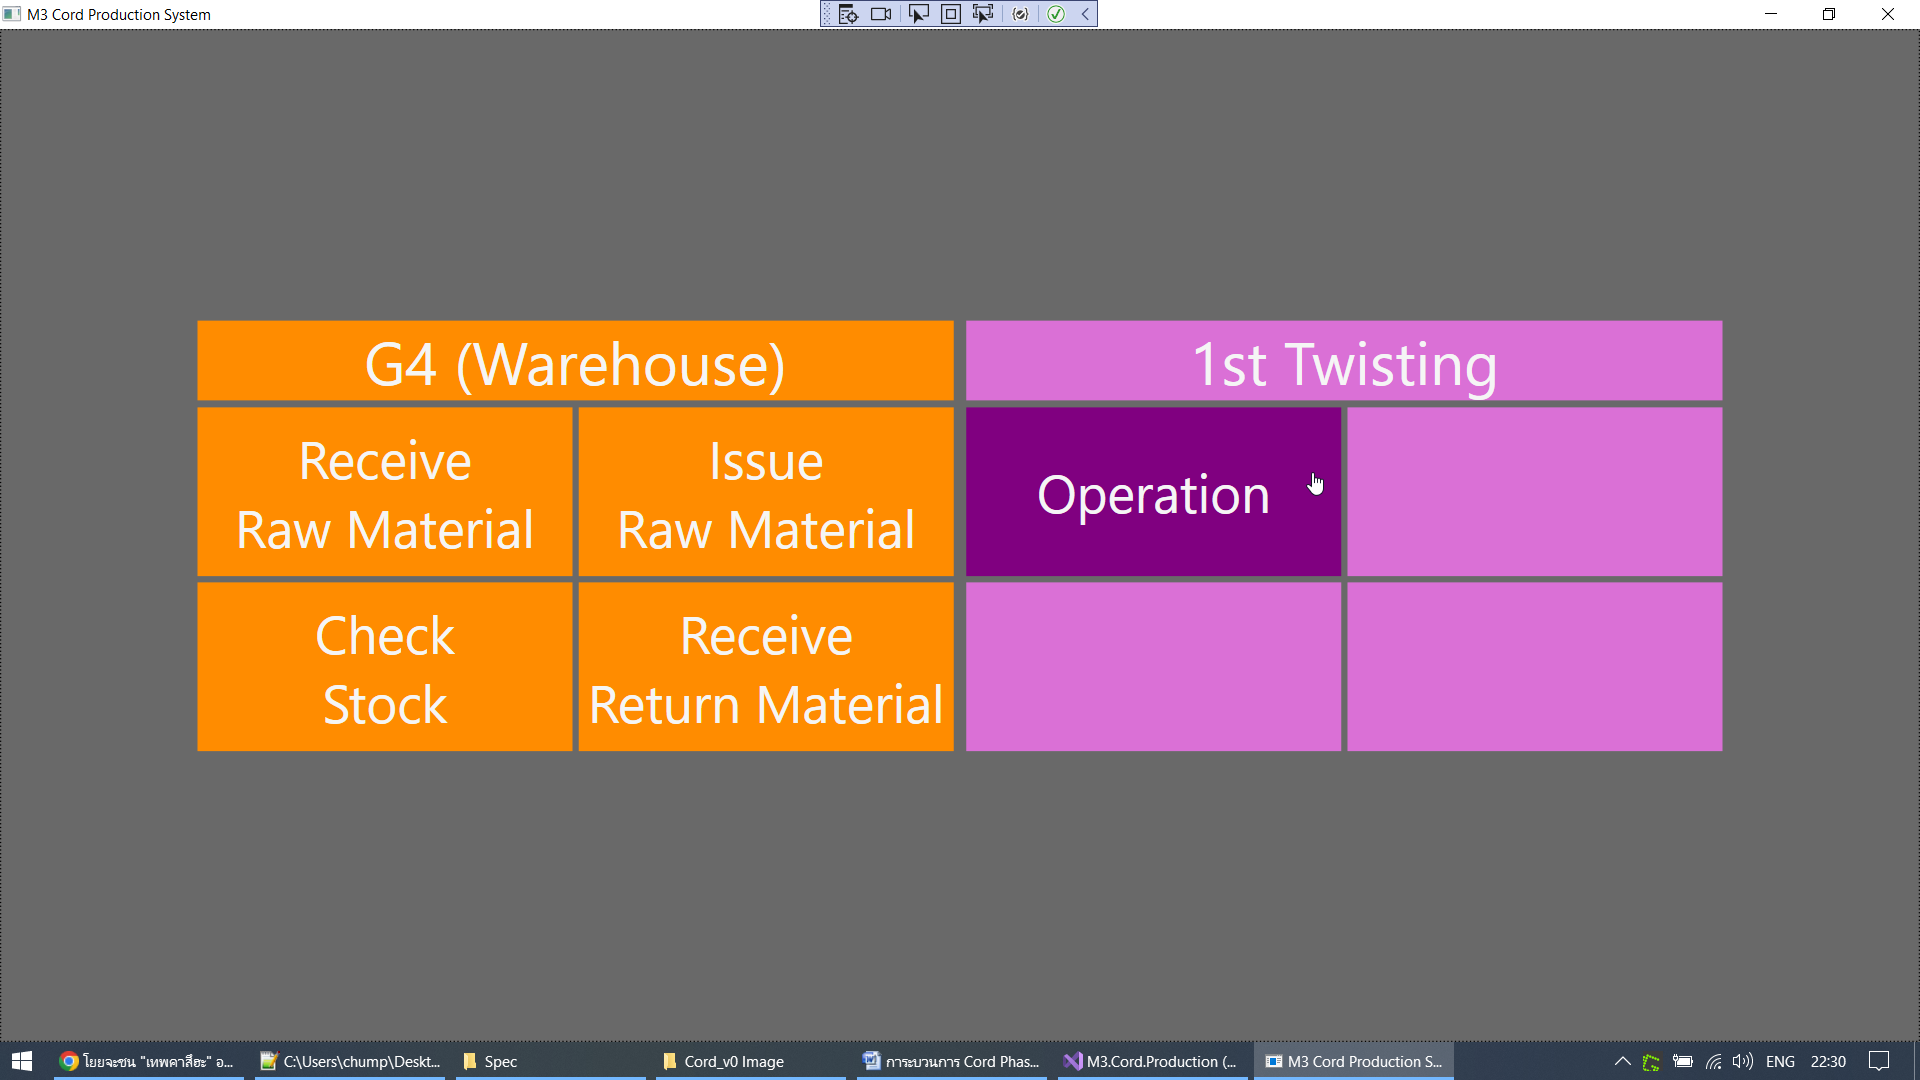 M3 Cord Production System
G4 (Warehouse)
1st Twisting
Receive
Raw Material
Issue
Raw Material
Operation
Check
Stock
Receive
Return Material
โยยจะชน "เทพคาสึฮะ" อ...
C:\Users\chump\Deskt...
Spec
Cord_v0 Image
การะบวนการ Cord Phas...
M3.Cord.Production (...
M3 Cord Production S...
ENG
22:30